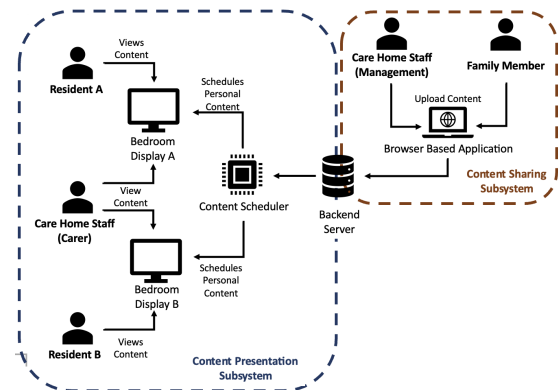 Views
Content
Resident A
Bedroom
Display A
Schedules
Personal
Content
Care Home Staff
(Management)
Family Member
Upload Content
Browser Based Application
Content Sharing
Subsystem
View
Content
Care Home Staff
(Carer)
Content Scheduler
Backend
Server
View
Content
Schedules
Personal
Content
Bedroom
Display B
Resident B
Views
Content
Content Presentation
Subsystem